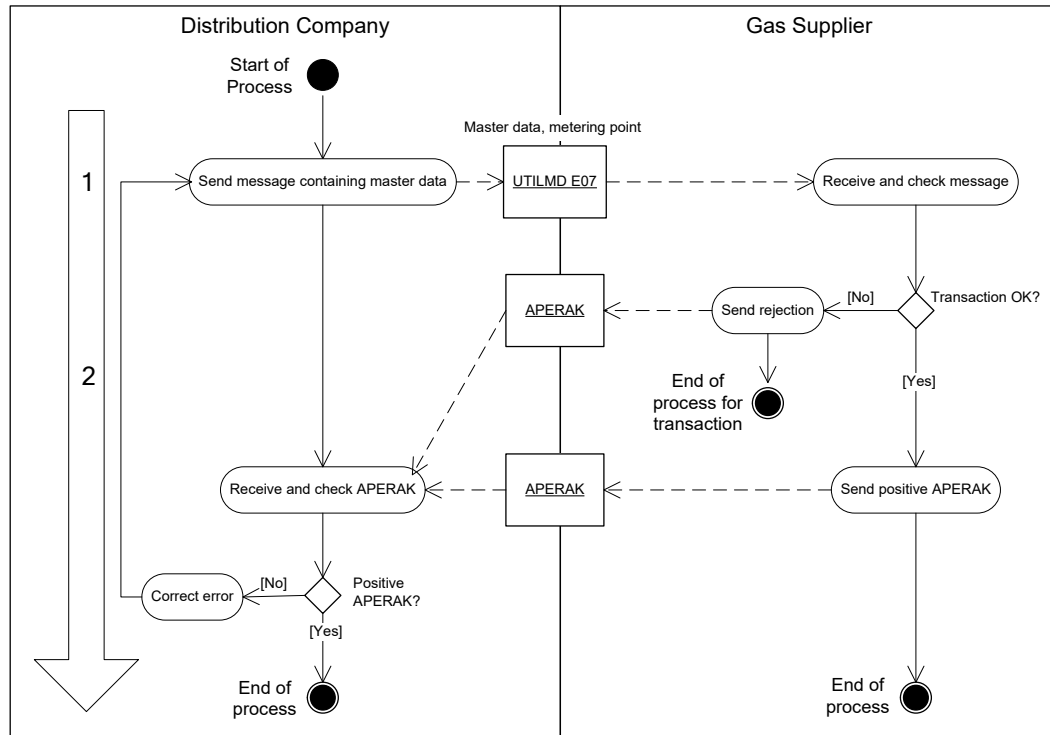 Distribution Company
Gas Supplier
Start of
Process
Master data, metering point
1
Send message containing master data
UTILMD E07
Receive and check message
[No]
Transaction OK?
APERAK
Send rejection
2
[Yes]
End of
process for
transaction
Receive and check APERAK
APERAK
Send positive APERAK
[No]
Positive
APERAK?
Correct error
[Yes]
End of
process
End of
process